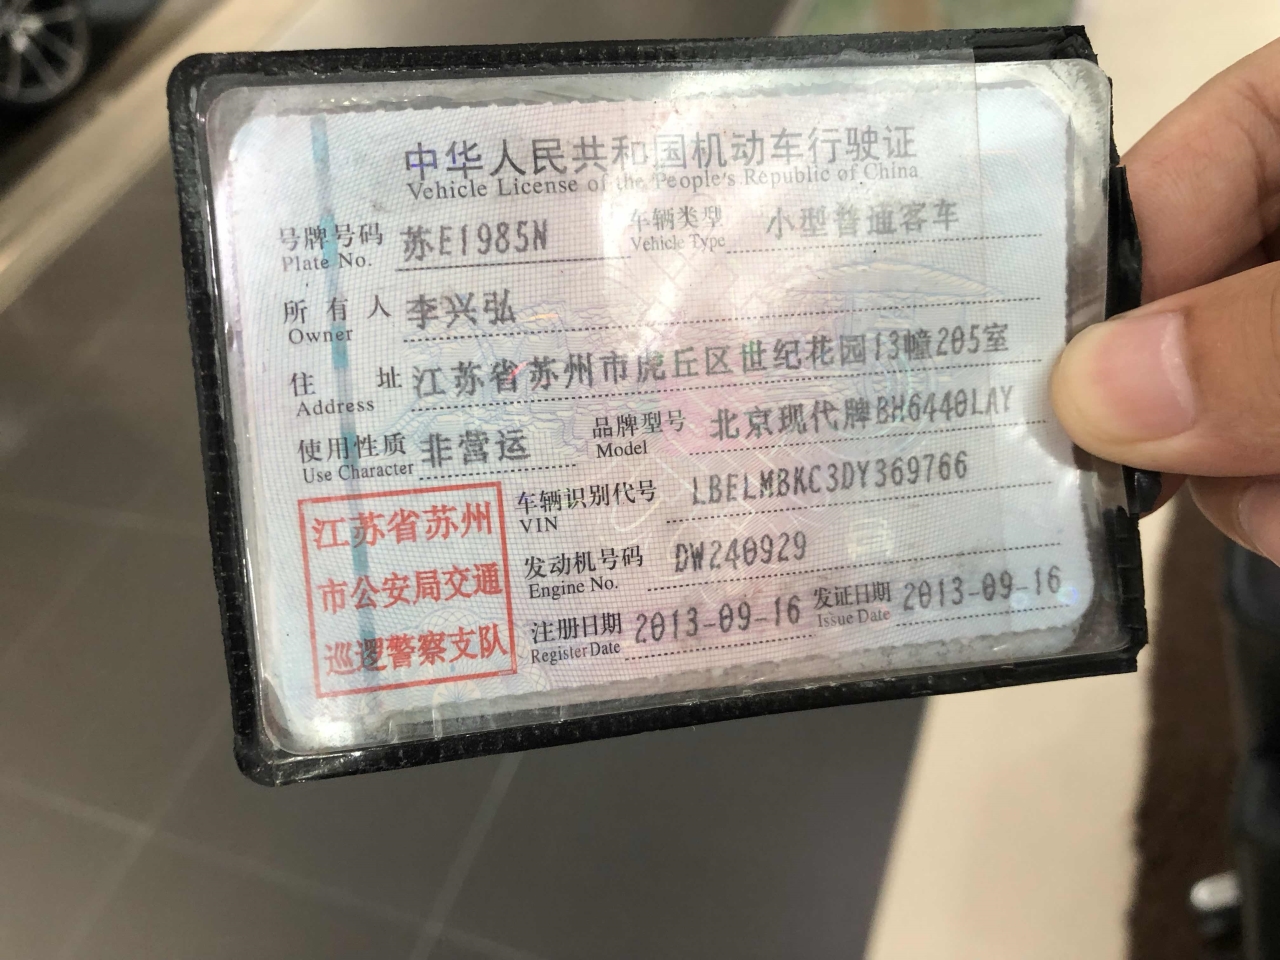 中华人民共和国机动车行驶证
Vehicle License of the People's Republic of China
号牌号码 苏E1985N 车辆类型 小型普通客车
Plate No. Vehicle Type
所有人 李兴弘
Owner
住址 江苏省苏州市虎丘区世纪花园13幢205室
Address
使用性质 非营运 品牌型号 北京现代牌BH6440LAY
Use Character Model
车辆识别代号 LBELMBKC3DY369766
VIN
发动机号码 DW240929
Engine No.
注册日期 2013-09-16 发证日期 2013-09-16
Register Date Issue Date
江苏省苏州
市公安局交通
巡逻警察支队